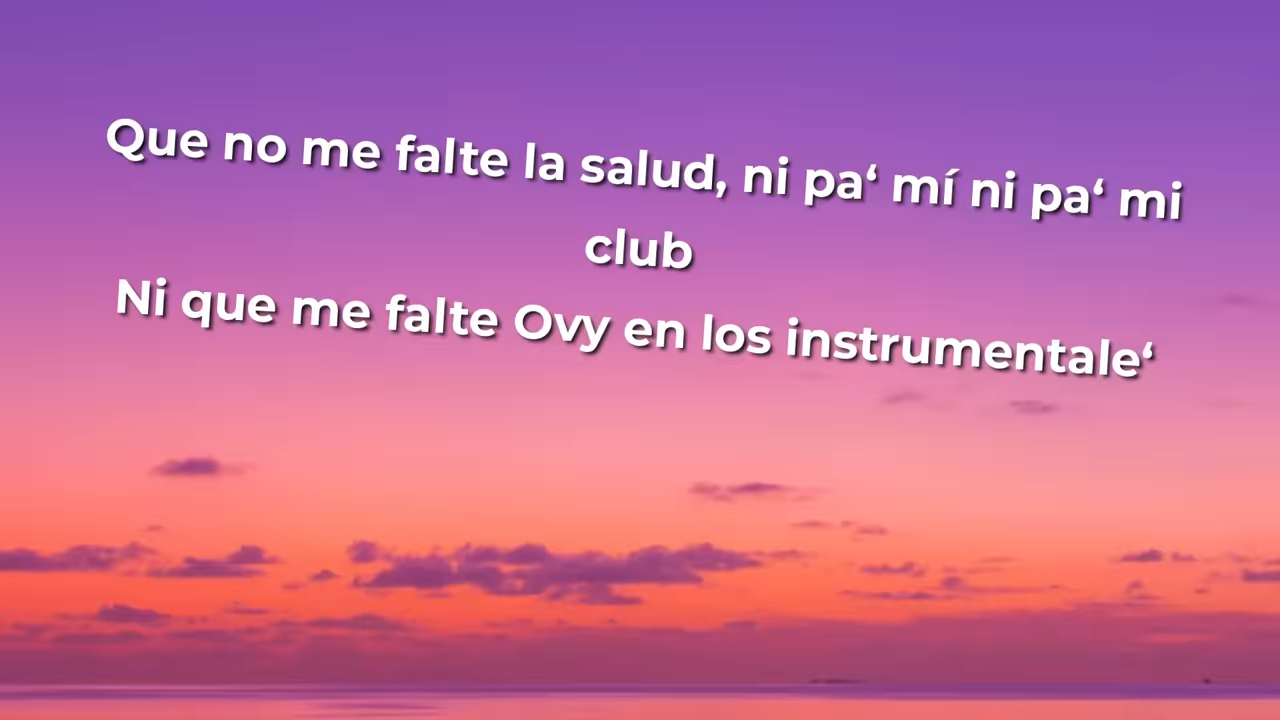 Que no me falte la salud, ni pa‘ mí ni pa‘ mi
club
Ni que me falte Ovy en los instrumentale‘